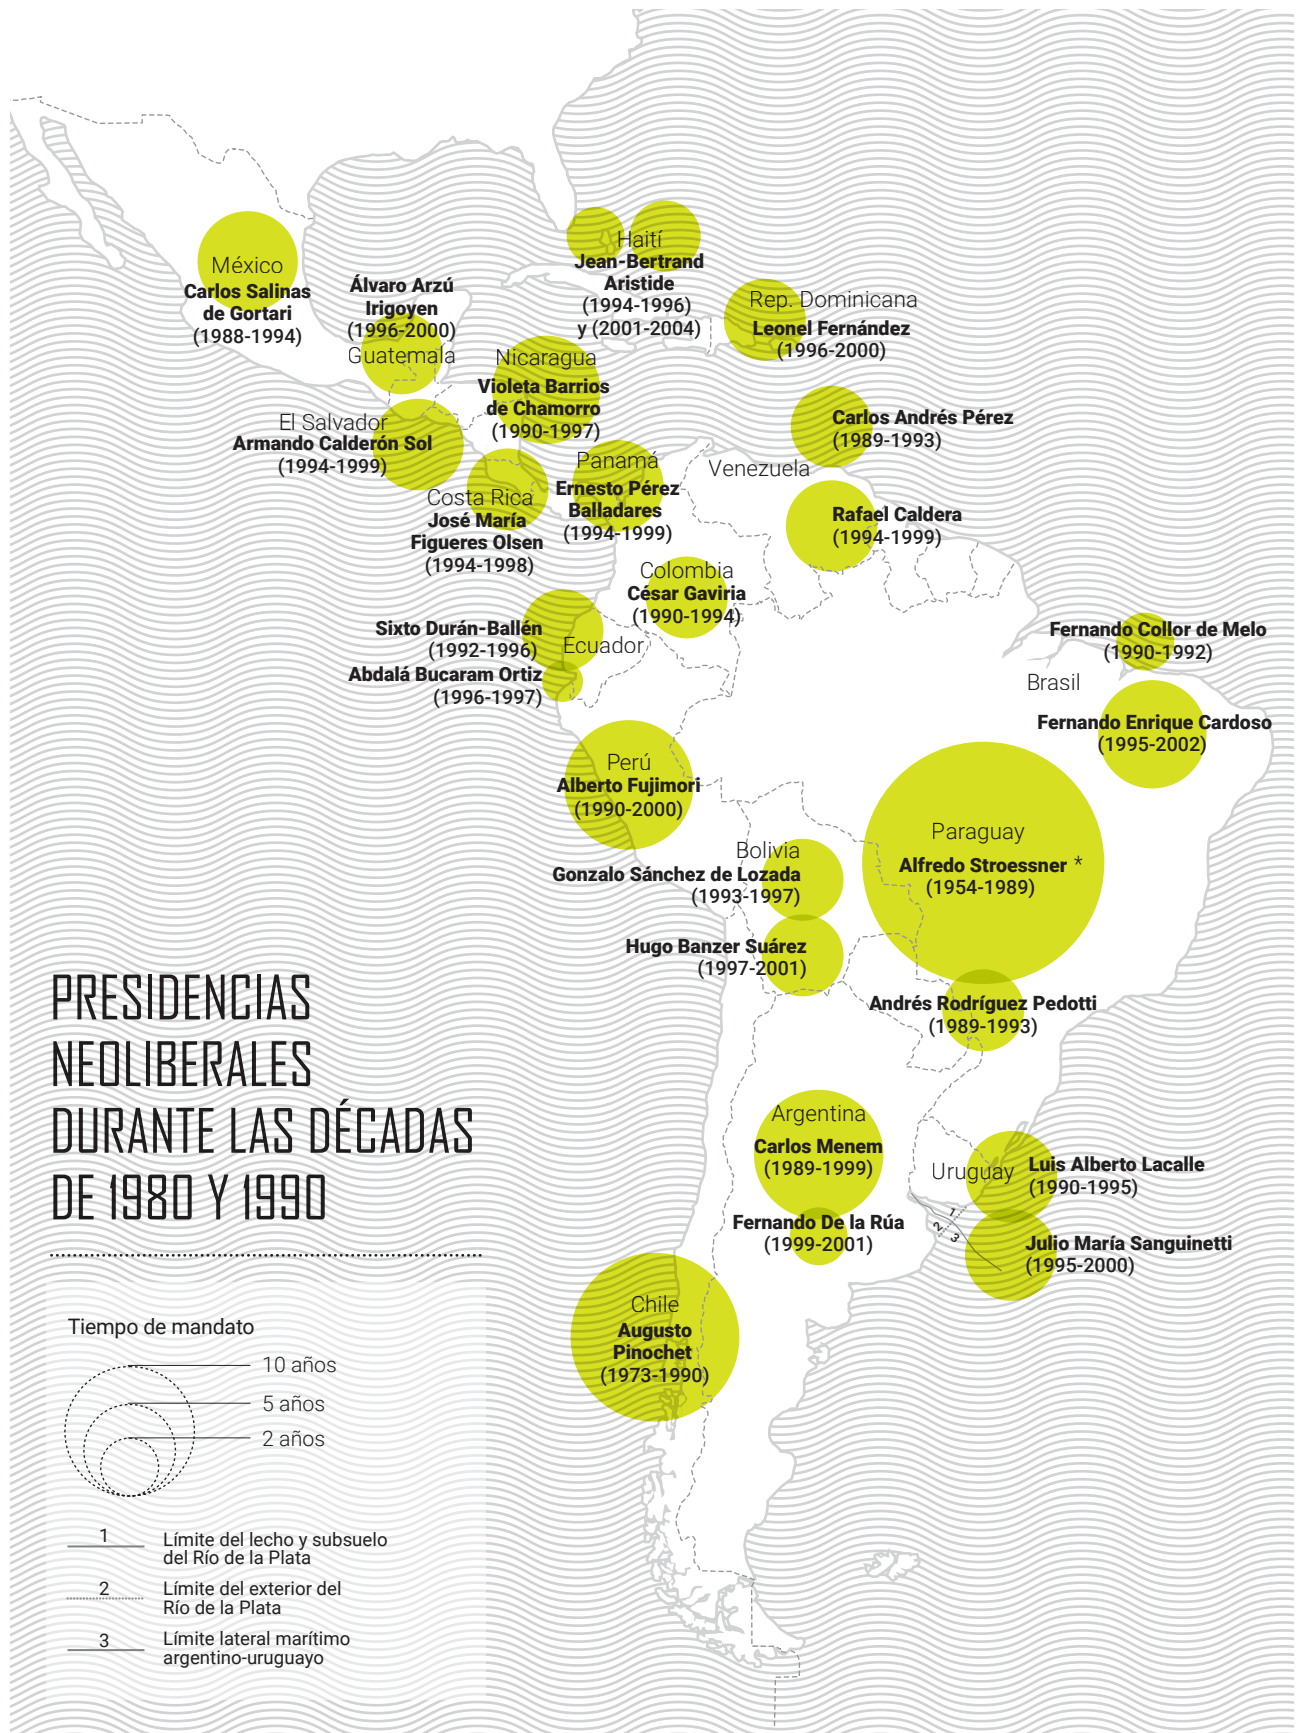 México
Carlos Salinas
de Gortari
(1988-1994)
Álvaro Arzú
Irigoyen
(1996-2000)
Guatemala
Haití
Jean-Bertrand
Aristide
(1994-1996)
y (2001-2004)
Rep. Dominicana
Leonel Fernández
(1996-2000)
Nicaragua
Violeta Barrios
de Chamorro
(1990-1997)
El Salvador
Armando Calderón Sol
(1994-1999)
Costa Rica
José María
Figueres Olsen
(1994-1998)
Panamá
Ernesto Pérez
Balladares
(1994-1999)
Venezuela
Carlos Andrés Pérez
(1989-1993)
Rafael Caldera
(1994-1999)
Colombia
César Gaviria
(1990-1994)
Sixto Durán-Ballén
(1992-1996)
Ecuador
Abdalá Bucaram Ortiz
(1996-1997)
Fernando Collor de Melo
(1990-1992)
Brasil
Fernando Enrique Cardoso
(1995-2002)
Perú
Alberto Fujimori
(1990-2000)
Paraguay
Alfredo Stroessner *
(1954-1989)
Bolivia
Gonzalo Sánchez de Lozada
(1993-1997)
Hugo Banzer Suárez
(1997-2001)
Andrés Rodríguez Pedotti
(1989-1993)
Argentina
Carlos Menem
(1989-1999)
Fernando De la Rúa
(1999-2001)
Uruguay
Luis Alberto Lacalle
(1990-1995)
1
2
3
Julio María Sanguinetti
(1995-2000)
Chile
Augusto
Pinochet
(1973-1990)
PRESIDENCIAS
NEOLIBERALES
DURANTE LAS DÉCADAS
DE 1980 Y 1990
Tiempo de mandato
10 años
5 años
2 años
1 Límite del lecho y subsuelo
del Río de la Plata
2 Límite del exterior del
Río de la Plata
3 Límite lateral marítimo
argentino-uruguayo